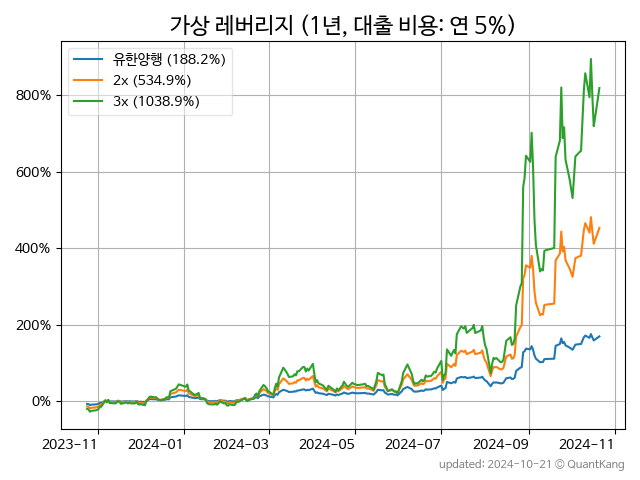 가상 레버리지 (1년, 대출 비용: 연 5%)
유한양행 (188.2%)
2x (534.9%)
3x (1038.9%)
800%
600%
400%
200%
0%
2023-11 2024-01 2024-03 2024-05 2024-07 2024-09 2024-11
updated: 2024-10-21 © QuantKang